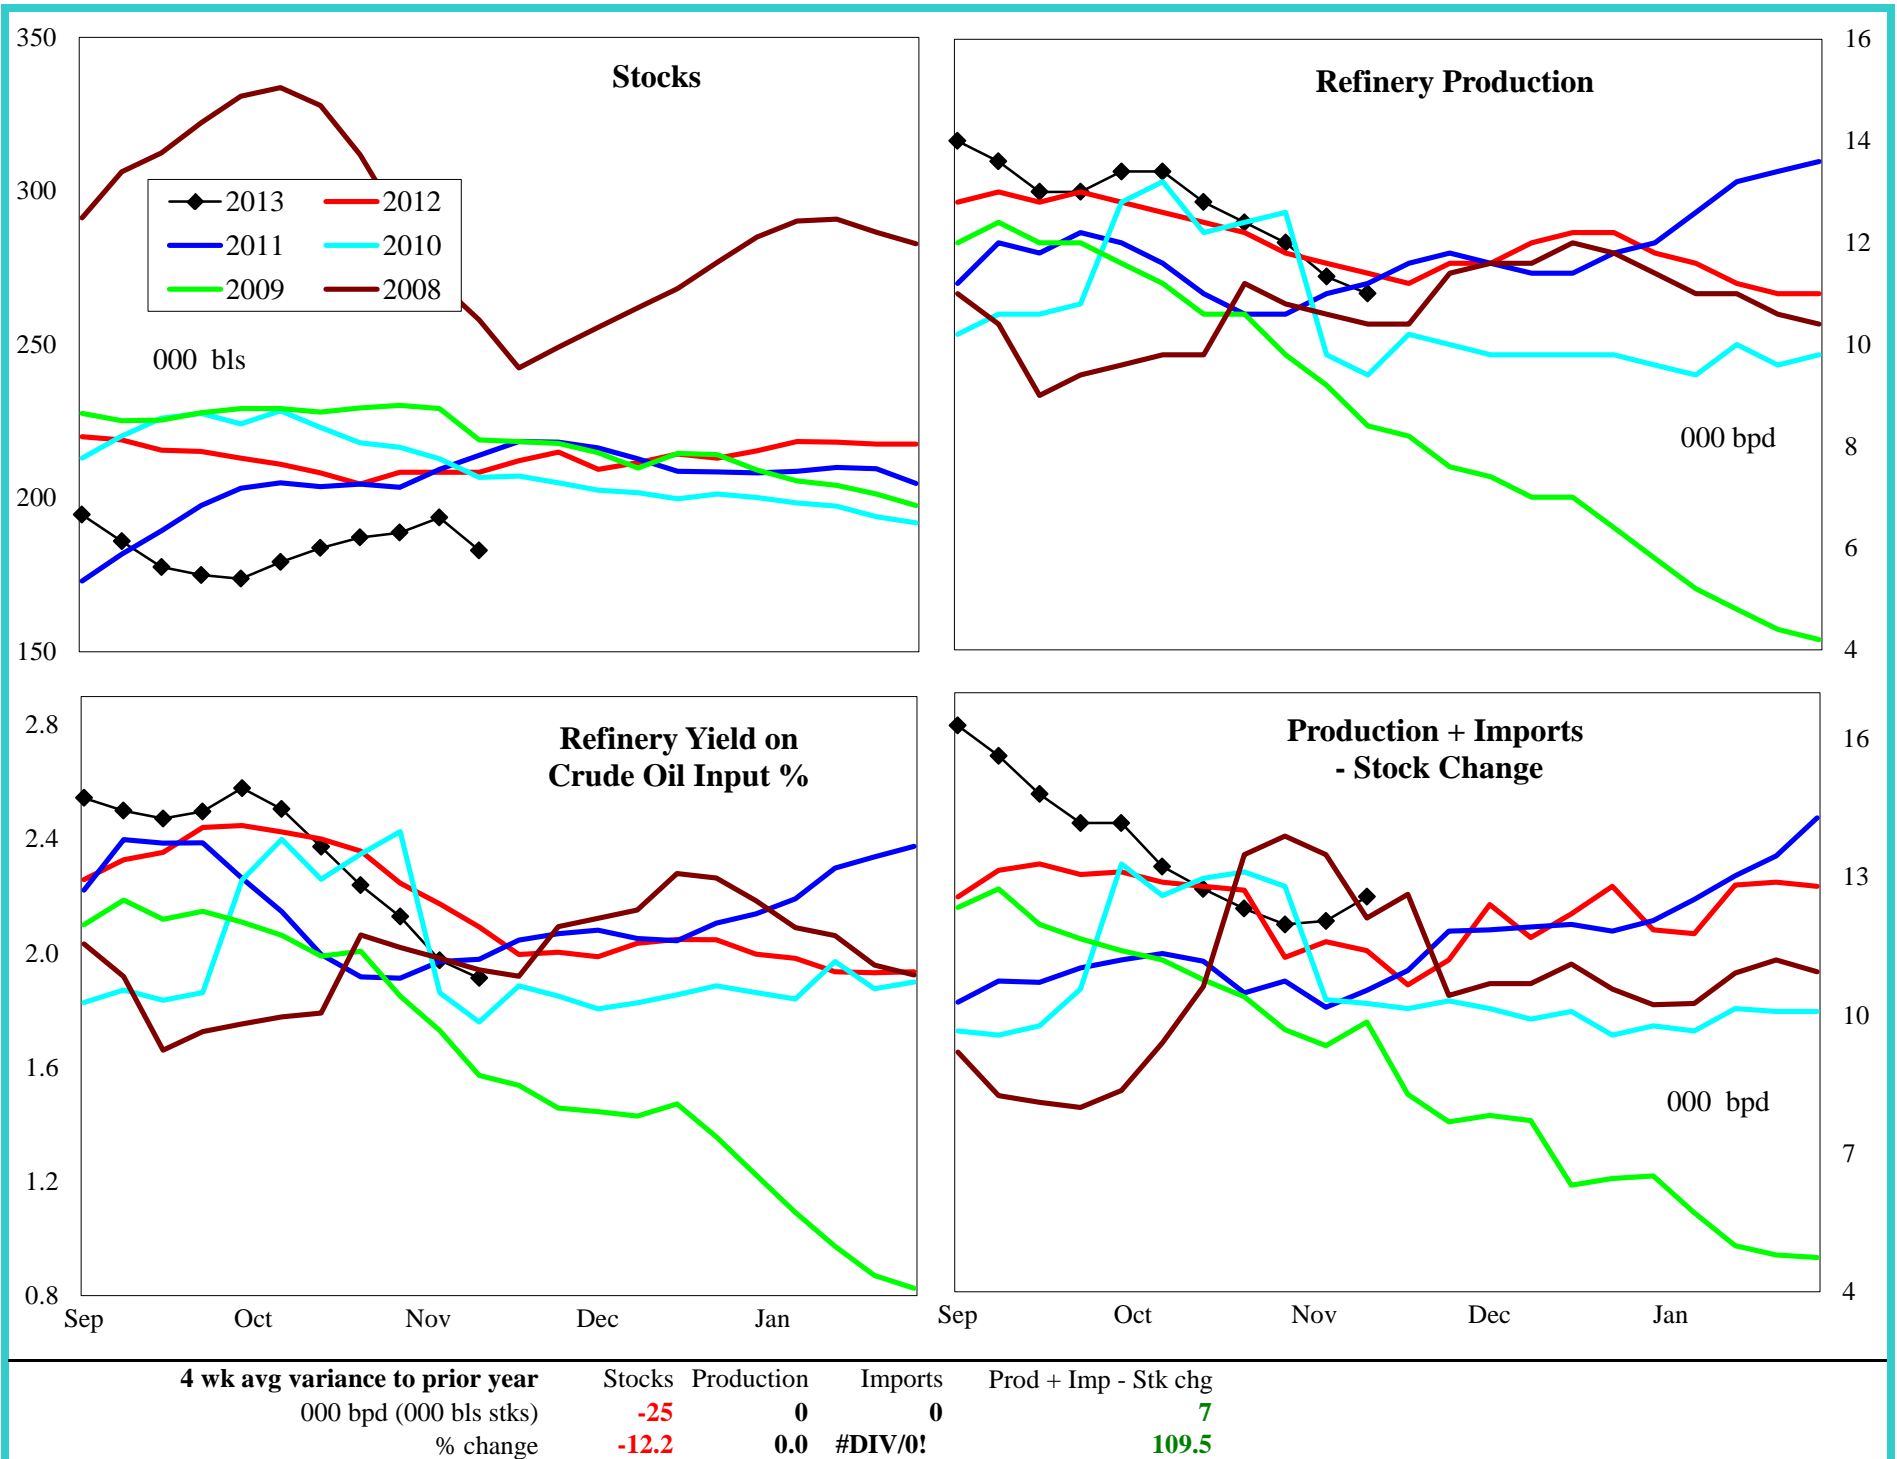 Stocks
350
300
250
200
150
2013
2012
2011
2010
2009
2008
000 bls
Refinery Production
16
14
12
10
8
6
4
000 bpd
Refinery Yield on
Crude Oil Input %
2.8
2.4
2.0
1.6
1.2
0.8
Sep Oct Nov Dec Jan
Production + Imports
- Stock Change
16
13
10
7
4
000 bpd
Sep Oct Nov Dec Jan
4 wk avg variance to prior year Stocks Production Imports Prod + Imp - Stk chg
000 bpd (000 bls stks) -25 0 0 7
% change -12.2 0.0 #DIV/0! 109.5